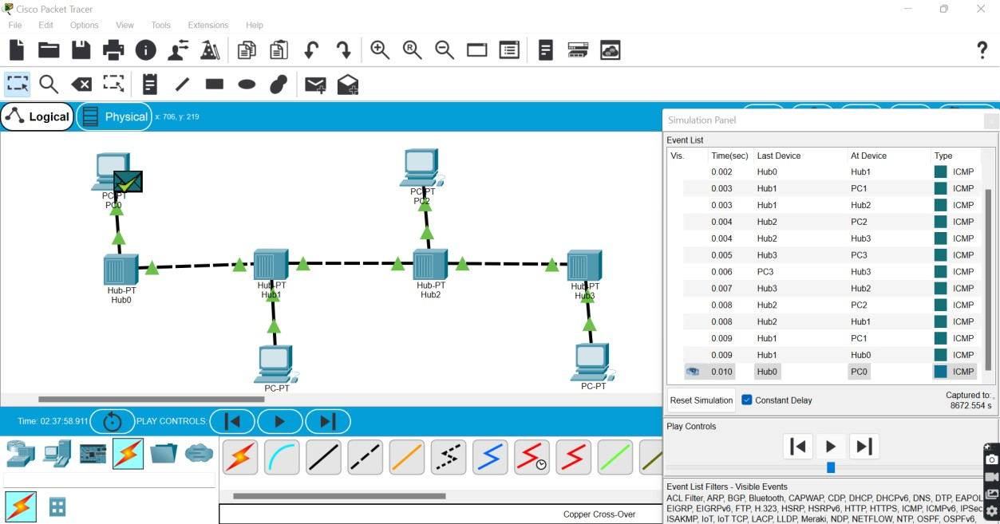 Cisco Packet Tracer
File Edit Options View Tools Extensions Help
Logical Physical x: 706, y: 219
PC-PT
PC0
PC-PT
PC2
Hub-PT
Hub0
Hub-PT
Hub1
Hub-PT
Hub2
Hub-PT
Hub3
PC-PT
PC-PT
Time: 02:37:58.911 PLAY CONTROLS:
Copper Cross-Over
Simulation Panel
Event List
Vis. Time(sec) Last Device At Device Type
0.002 Hub0 Hub1 ICMP
0.003 Hub1 PC1 ICMP
0.003 Hub1 Hub2 ICMP
0.004 Hub2 PC2 ICMP
0.004 Hub2 Hub3 ICMP
0.005 Hub3 PC3 ICMP
0.006 PC3 Hub3 ICMP
0.007 Hub3 Hub2 ICMP
0.008 Hub2 PC2 ICMP
0.008 Hub2 Hub1 ICMP
0.009 Hub1 PC1 ICMP
0.009 Hub1 Hub0 ICMP
0.010 Hub0 PC0 ICMP
Reset Simulation Constant Delay Captured to:
8672.554 s
Play Controls
Event List Filters - Visible Events
ACL Filter, ARP, BGP, Bluetooth, CAPWAP, CDP, DHCP, DHCPv6, DNS, DTP, EAPOL
EIGRP, EIGRPv6, FTP, H.323, HSRP, HSRPv6, HTTP, HTTPS, ICMP, ICMPv6, IPSec
ISAKMP, IoT, IoT TCP, LACP, LLDP, Meraki, NDP, NETFLOW, NTP, OSPF, OSPFv6,